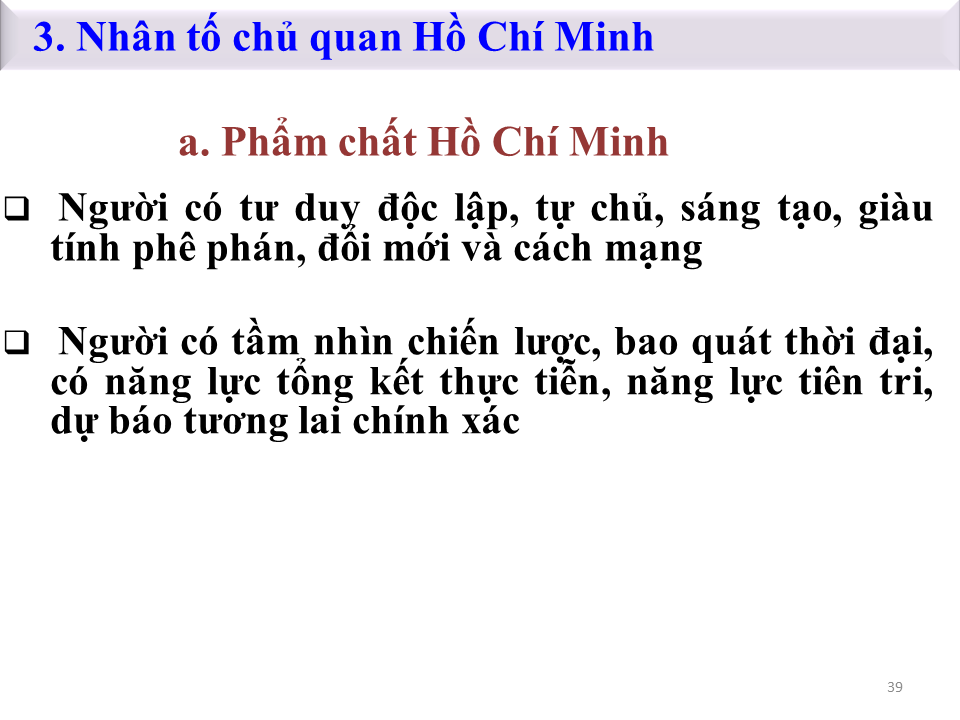 3. Nhân tố chủ quan Hồ Chí Minh
a. Phẩm chất Hồ Chí Minh
Người có tư duy độc lập, tự chủ, sáng tạo, giàu
tính phê phán, đổi mới và cách mạng
Người có tầm nhìn chiến lược, bao quát thời đại,
có năng lực tổng kết thực tiễn, năng lực tiên tri,
dự báo tương lai chính xác
39